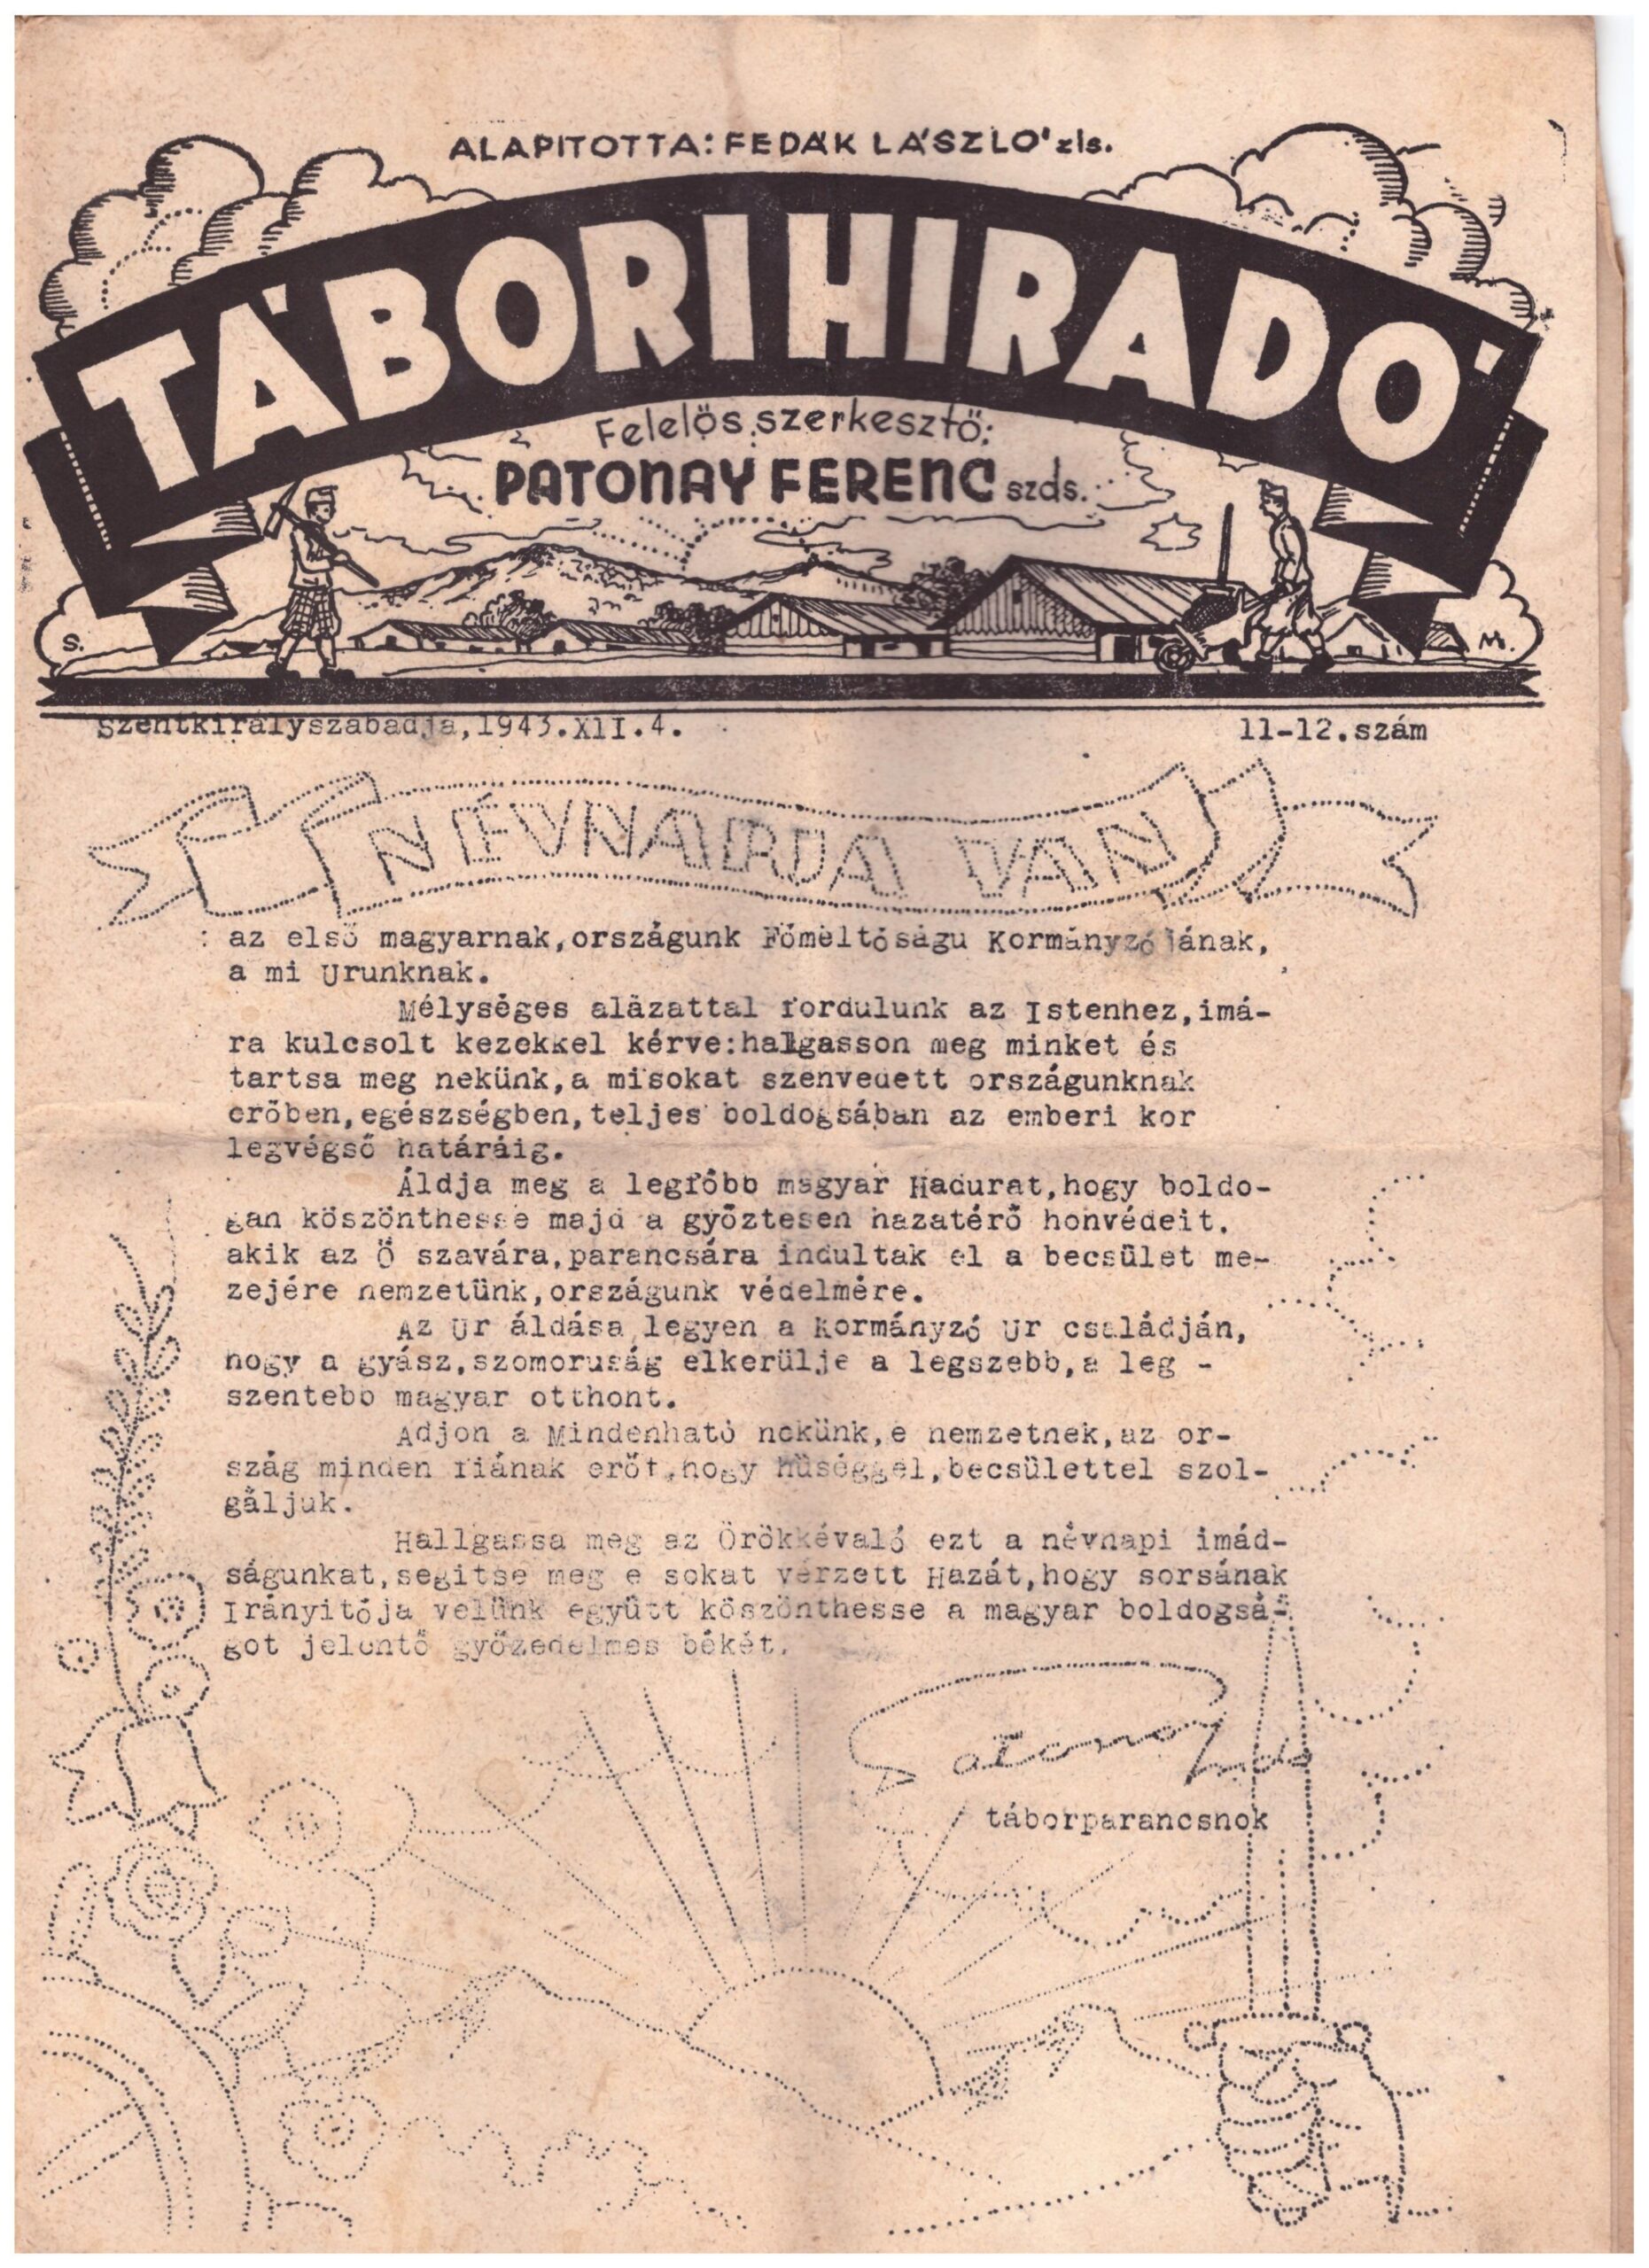 ALAPITOTTA: FEDÁK LÁSZLÓ zls.
TÁBORI HIRADÓ
Felelős szerkesztő:
PATONAY FERENC szds.
S.
M.
Szentkirályszabadja,1943.XII.4.
11-12.szám
NÉVNAPJA VAN
: az első magyarnak,országunk Főméltóságu Kormányzójának,
a mi Urunknak.
Mélységes alázattal fordulunk az Istenhez,imá-
ra kulcsolt kezekkel kérve:halgasson meg minket és
tartsa meg nekünk,a misokat szenvedett országunknak
erőben,egészségben,teljes boldogsában az emberi kor
legvégső határáig.
Áldja meg a legfőbb magyar Hadurat,hogy boldo-
gan köszönthesse majd a győztesen hazatérő honvédeit.
akik az Ő szavára,parancsára indultak el a becsület me-
zejére nemzetünk,országunk védelmére.
Az Ur áldása legyen a Kormányzó Ur családján,
hogy a gyász,szomoruság elkerülje a legszebb,a leg -
szentebb magyar otthont.
Adjon a Mindenható nekünk,e nemzetnek,az or-
szág minden fiának erőt,hogy hűséggel,becsülettel szol-
gáljuk.
Hallgassa meg az Örökkévaló ezt a névnapi imád-
ságunkat,segitse meg e sokat vérzett Hazát,hogy sorsának
Irányitója velünk együtt köszönthesse a magyar boldogsá-
got jelentő győzedelmes békét.
Patonay szds
táborparancsnok